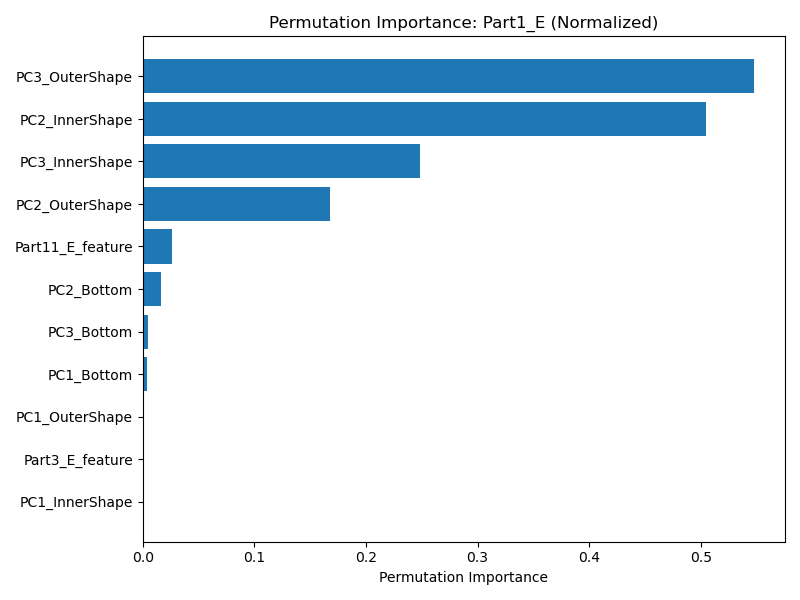 Permutation Importance: Part1_E (Normalized)
PC3_OuterShape
PC2_InnerShape
PC3_InnerShape
PC2_OuterShape
Part11_E_feature
PC2_Bottom
PC3_Bottom
PC1_Bottom
PC1_OuterShape
Part3_E_feature
PC1_InnerShape
0.0 0.1 0.2 0.3 0.4 0.5
Permutation Importance